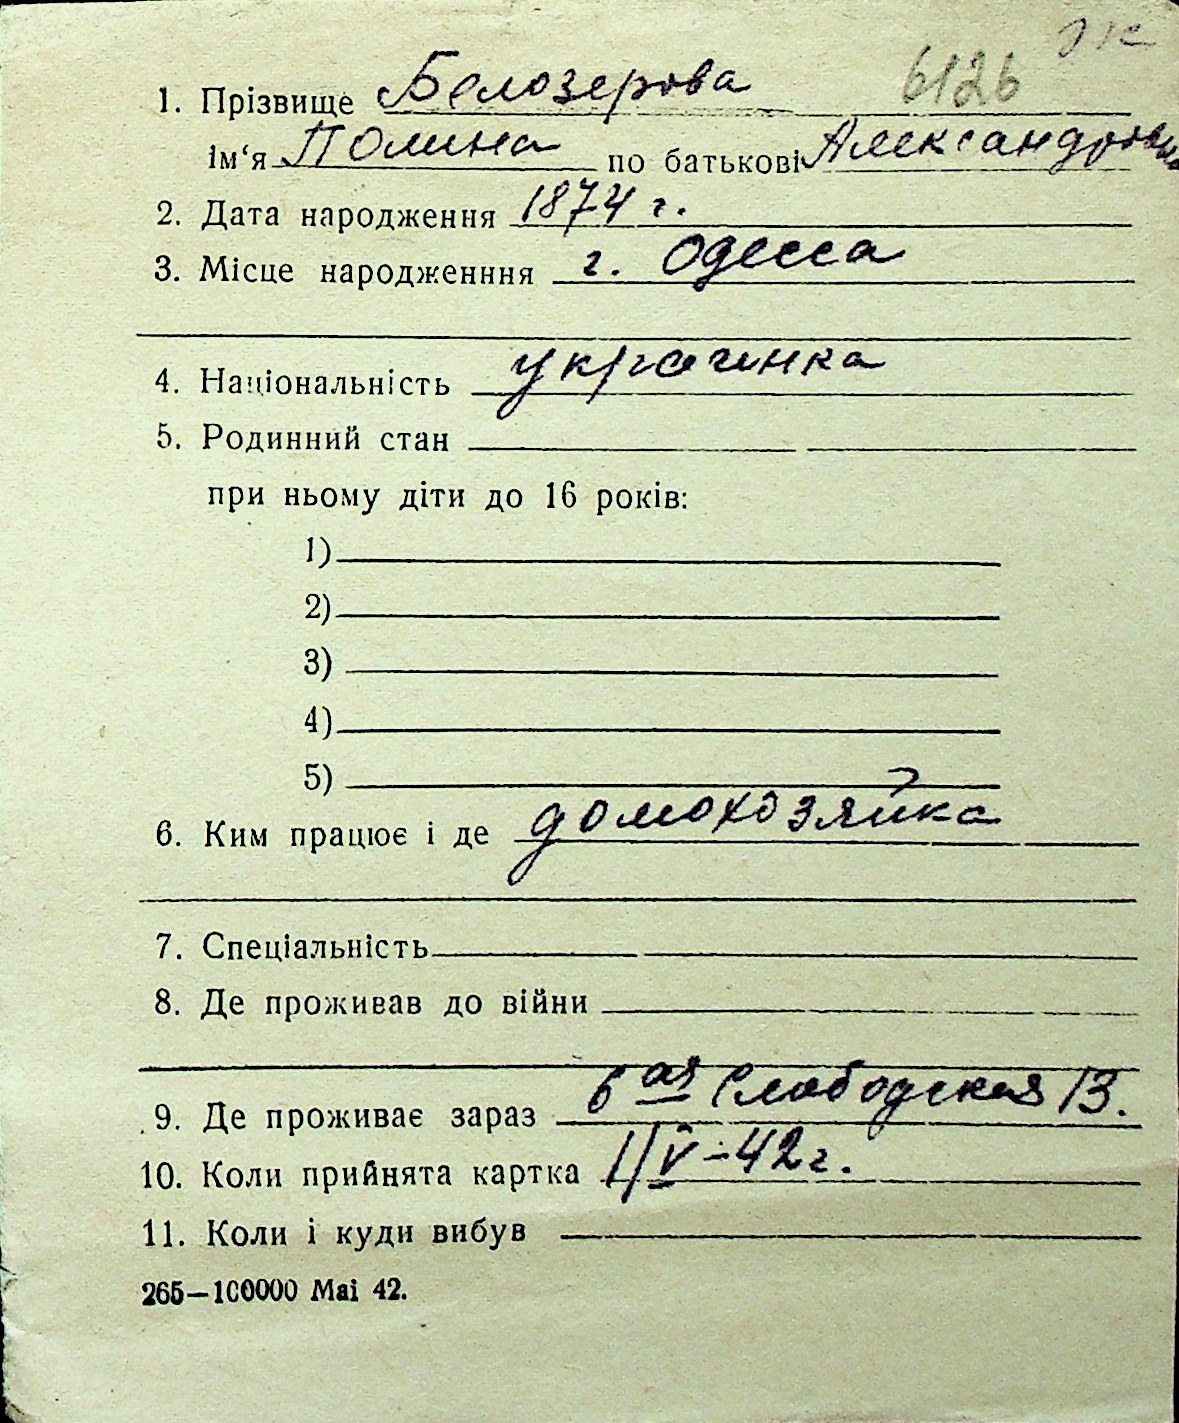 ж
6126
1. Прізвище Белозерова
Ім‘я Полина по батькові Александровна
2. Дата народження 1874 г.
3. Місце народженння г. Одесса
4. Національність украинка
5. Родинний стан
при ньому діти до 16 років:
1)
2)
3)
4)
5)
6. Ким працює і де домохозяйка
7. Спеціальність
8. Де проживав до війни
9. Де проживає зараз 6ая Слободская 13.
10. Коли прийнята картка 1/V-42 г.
11. Коли і куди вибув
265—100000 Mai 42.